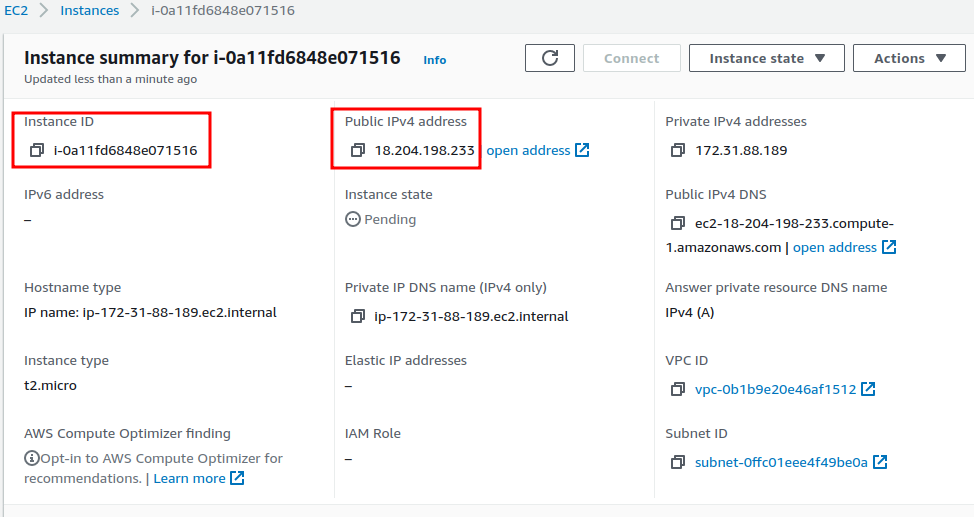 EC2 Instances i-0a11fd6848e071516
Instance summary for i-0a11fd6848e071516 Info
Updated less than a minute ago
Connect
Instance state
Actions
Instance ID
i-0a11fd6848e071516
Public IPv4 address
18.204.198.233 open address
Private IPv4 addresses
172.31.88.189
IPv6 address
–
Instance state
Pending
Public IPv4 DNS
ec2-18-204-198-233.compute-
1.amazonaws.com | open address
Hostname type
IP name: ip-172-31-88-189.ec2.internal
Private IP DNS name (IPv4 only)
ip-172-31-88-189.ec2.internal
Answer private resource DNS name
IPv4 (A)
Instance type
t2.micro
Elastic IP addresses
–
VPC ID
vpc-0b1b9e20e46af1512
AWS Compute Optimizer finding
Opt-in to AWS Compute Optimizer for
recommendations. | Learn more
IAM Role
–
Subnet ID
subnet-0ffc01eee4f49be0a